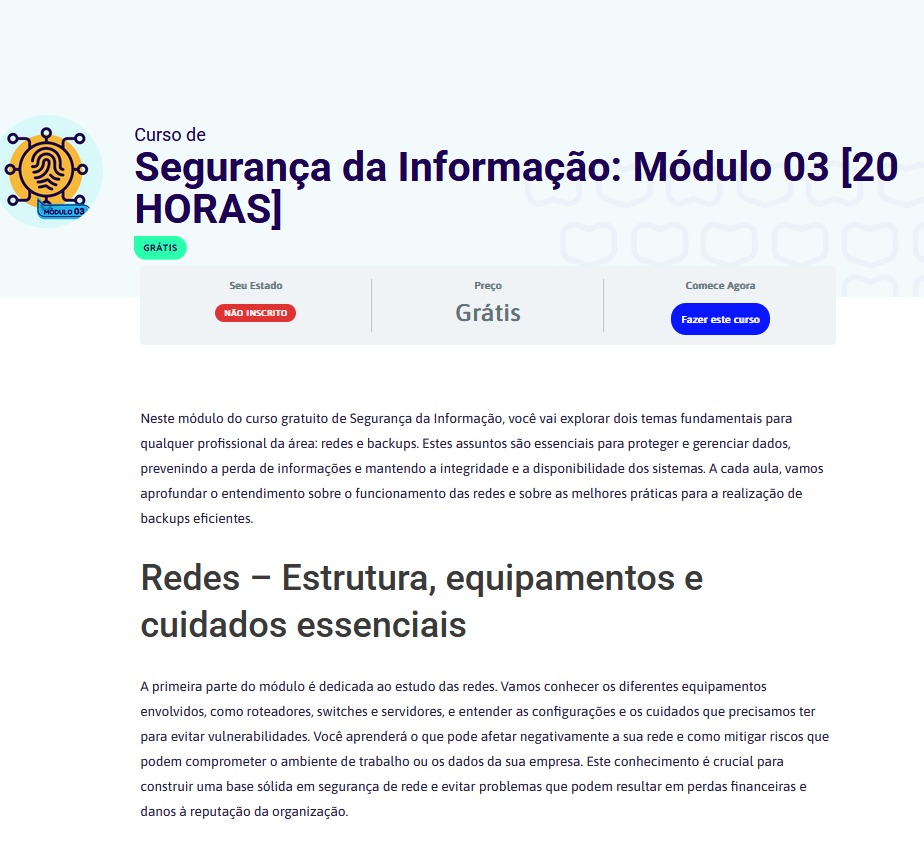 Curso de
Segurança da Informação: Módulo 03 [20
HORAS]
MÓDULO 03
GRÁTIS
Seu Estado
NÃO INSCRITO
Preço
Grátis
Comece Agora
Fazer este curso
Neste módulo do curso gratuito de Segurança da Informação, você vai explorar dois temas fundamentais para
qualquer profissional da área: redes e backups. Estes assuntos são essenciais para proteger e gerenciar dados,
prevenindo a perda de informações e mantendo a integridade e a disponibilidade dos sistemas. A cada aula, vamos
aprofundar o entendimento sobre o funcionamento das redes e sobre as melhores práticas para a realização de
backups eficientes.
Redes – Estrutura, equipamentos e
cuidados essenciais
A primeira parte do módulo é dedicada ao estudo das redes. Vamos conhecer os diferentes equipamentos
envolvidos, como roteadores, switches e servidores, e entender as configurações e os cuidados que precisamos ter
para evitar vulnerabilidades. Você aprenderá o que pode afetar negativamente a sua rede e como mitigar riscos que
podem comprometer o ambiente de trabalho ou os dados da sua empresa. Este conhecimento é crucial para
construir uma base sólida em segurança de rede e evitar problemas que podem resultar em perdas financeiras e
danos à reputação da organização.